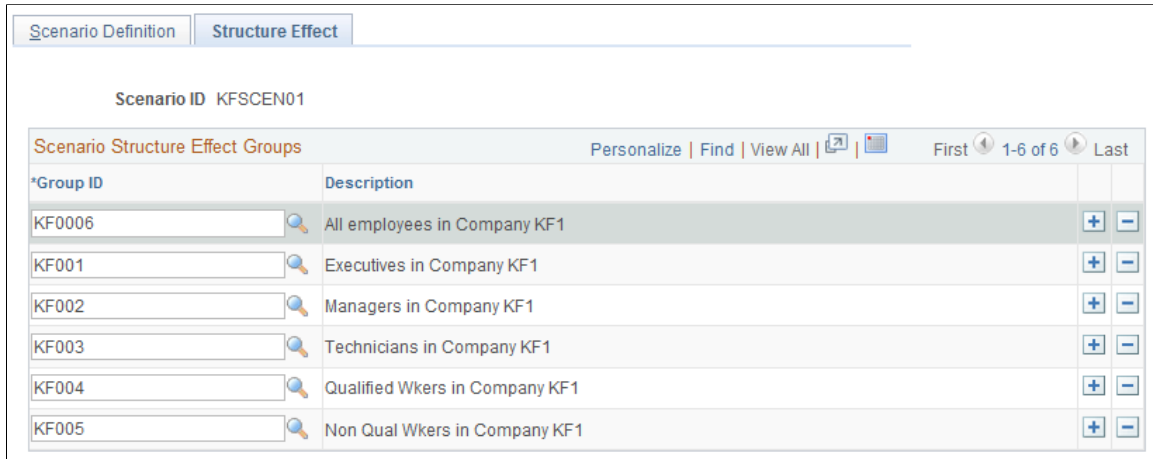 Scenario Definition Structure Effect
Scenario ID KFSCEN01
Scenario Structure Effect Groups Personalize | Find | View All | | First 1-6 of 6 Last
*Group ID Description
KF0006 All employees in Company KF1
KF001 Executives in Company KF1
KF002 Managers in Company KF1
KF003 Technicians in Company KF1
KF004 Qualified Wkers in Company KF1
KF005 Non Qual Wkers in Company KF1